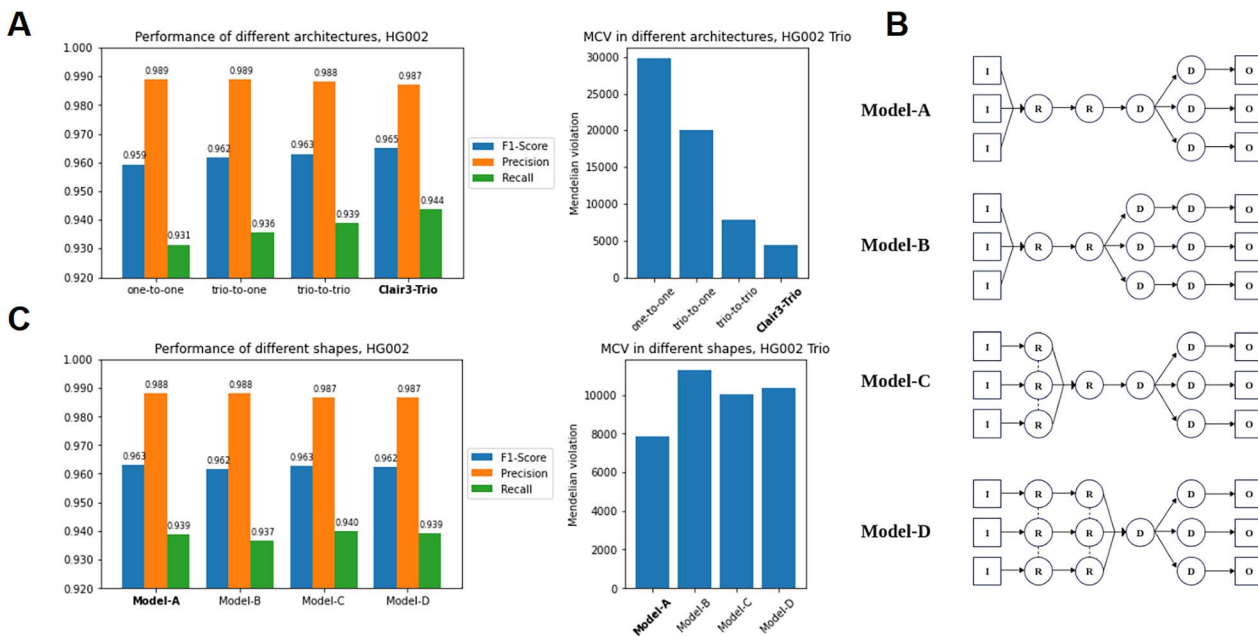 A
Performance of different architectures, HG002
1.000
0.990
0.980
0.970
0.960
0.950
0.940
0.930
0.920
0.959
0.989
0.931
0.962
0.989
0.936
0.963
0.988
0.939
0.965
0.987
0.944
one-to-one
trio-to-one
trio-to-trio
Clair3-Trio
F1-Score
Precision
Recall
MCV in different architectures, HG002 Trio
Mendelian violation
30000
25000
20000
15000
10000
5000
0
one-to-one
trio-to-one
trio-to-trio
Clair3-Trio
B
Model-A
I I I
R R D
D D D
O O O
Model-B
I I I
R R
D D D
D D D
O O O
Model-C
I I I
R R R
R D
D D D
O O O
Model-D
I I I
R R R
R R R
D
D D D
O O O
C
Performance of different shapes, HG002
1.000
0.990
0.980
0.970
0.960
0.950
0.940
0.930
0.920
0.963
0.988
0.939
0.962
0.988
0.937
0.963
0.987
0.940
0.962
0.987
0.939
Model-A
Model-B
Model-C
Model-D
F1-Score
Precision
Recall
MCV in different shapes, HG002 Trio
Mendelian violation
10000
8000
6000
4000
2000
0
Model-A
Model-B
Model-C
Model-D